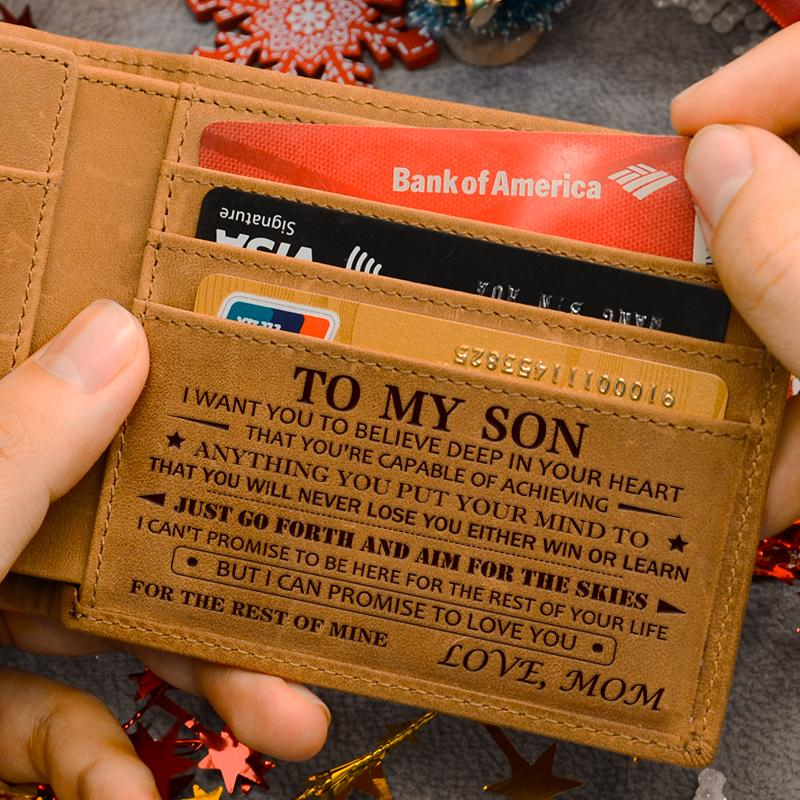 Bank of America
Signature
VISA
9100011111453825
TO MY SON
I WANT YOU TO BELIEVE DEEP IN YOUR HEART
THAT YOU'RE CAPABLE OF ACHIEVING
ANYTHING YOU PUT YOUR MIND TO
THAT YOU WILL NEVER LOSE YOU EITHER WIN OR LEARN
JUST GO FORTH AND AIM FOR THE SKIES
I CAN'T PROMISE TO BE HERE FOR THE REST OF YOUR LIFE
BUT I CAN PROMISE TO LOVE YOU
FOR THE REST OF MINE
LOVE, MOM